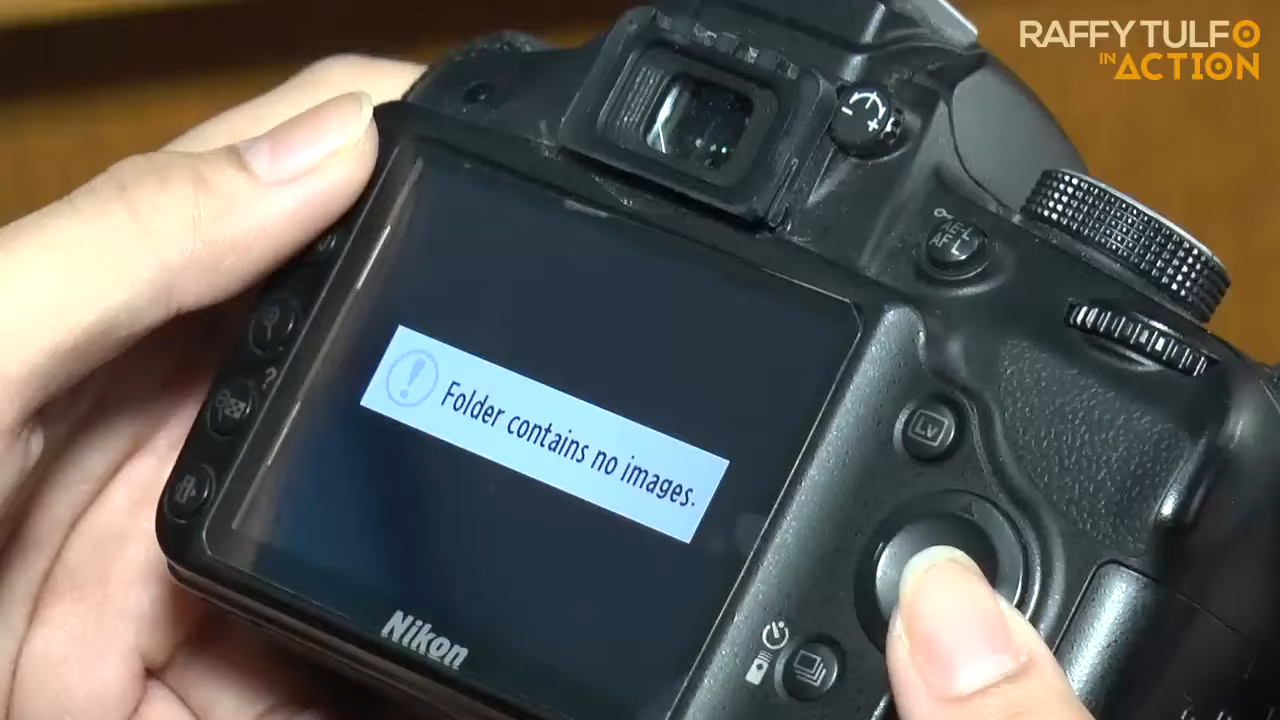 RAFFY TULFO
IN ACTION
- +
AE-L
AF-L
Folder contains no images.
?
Lv
Nikon